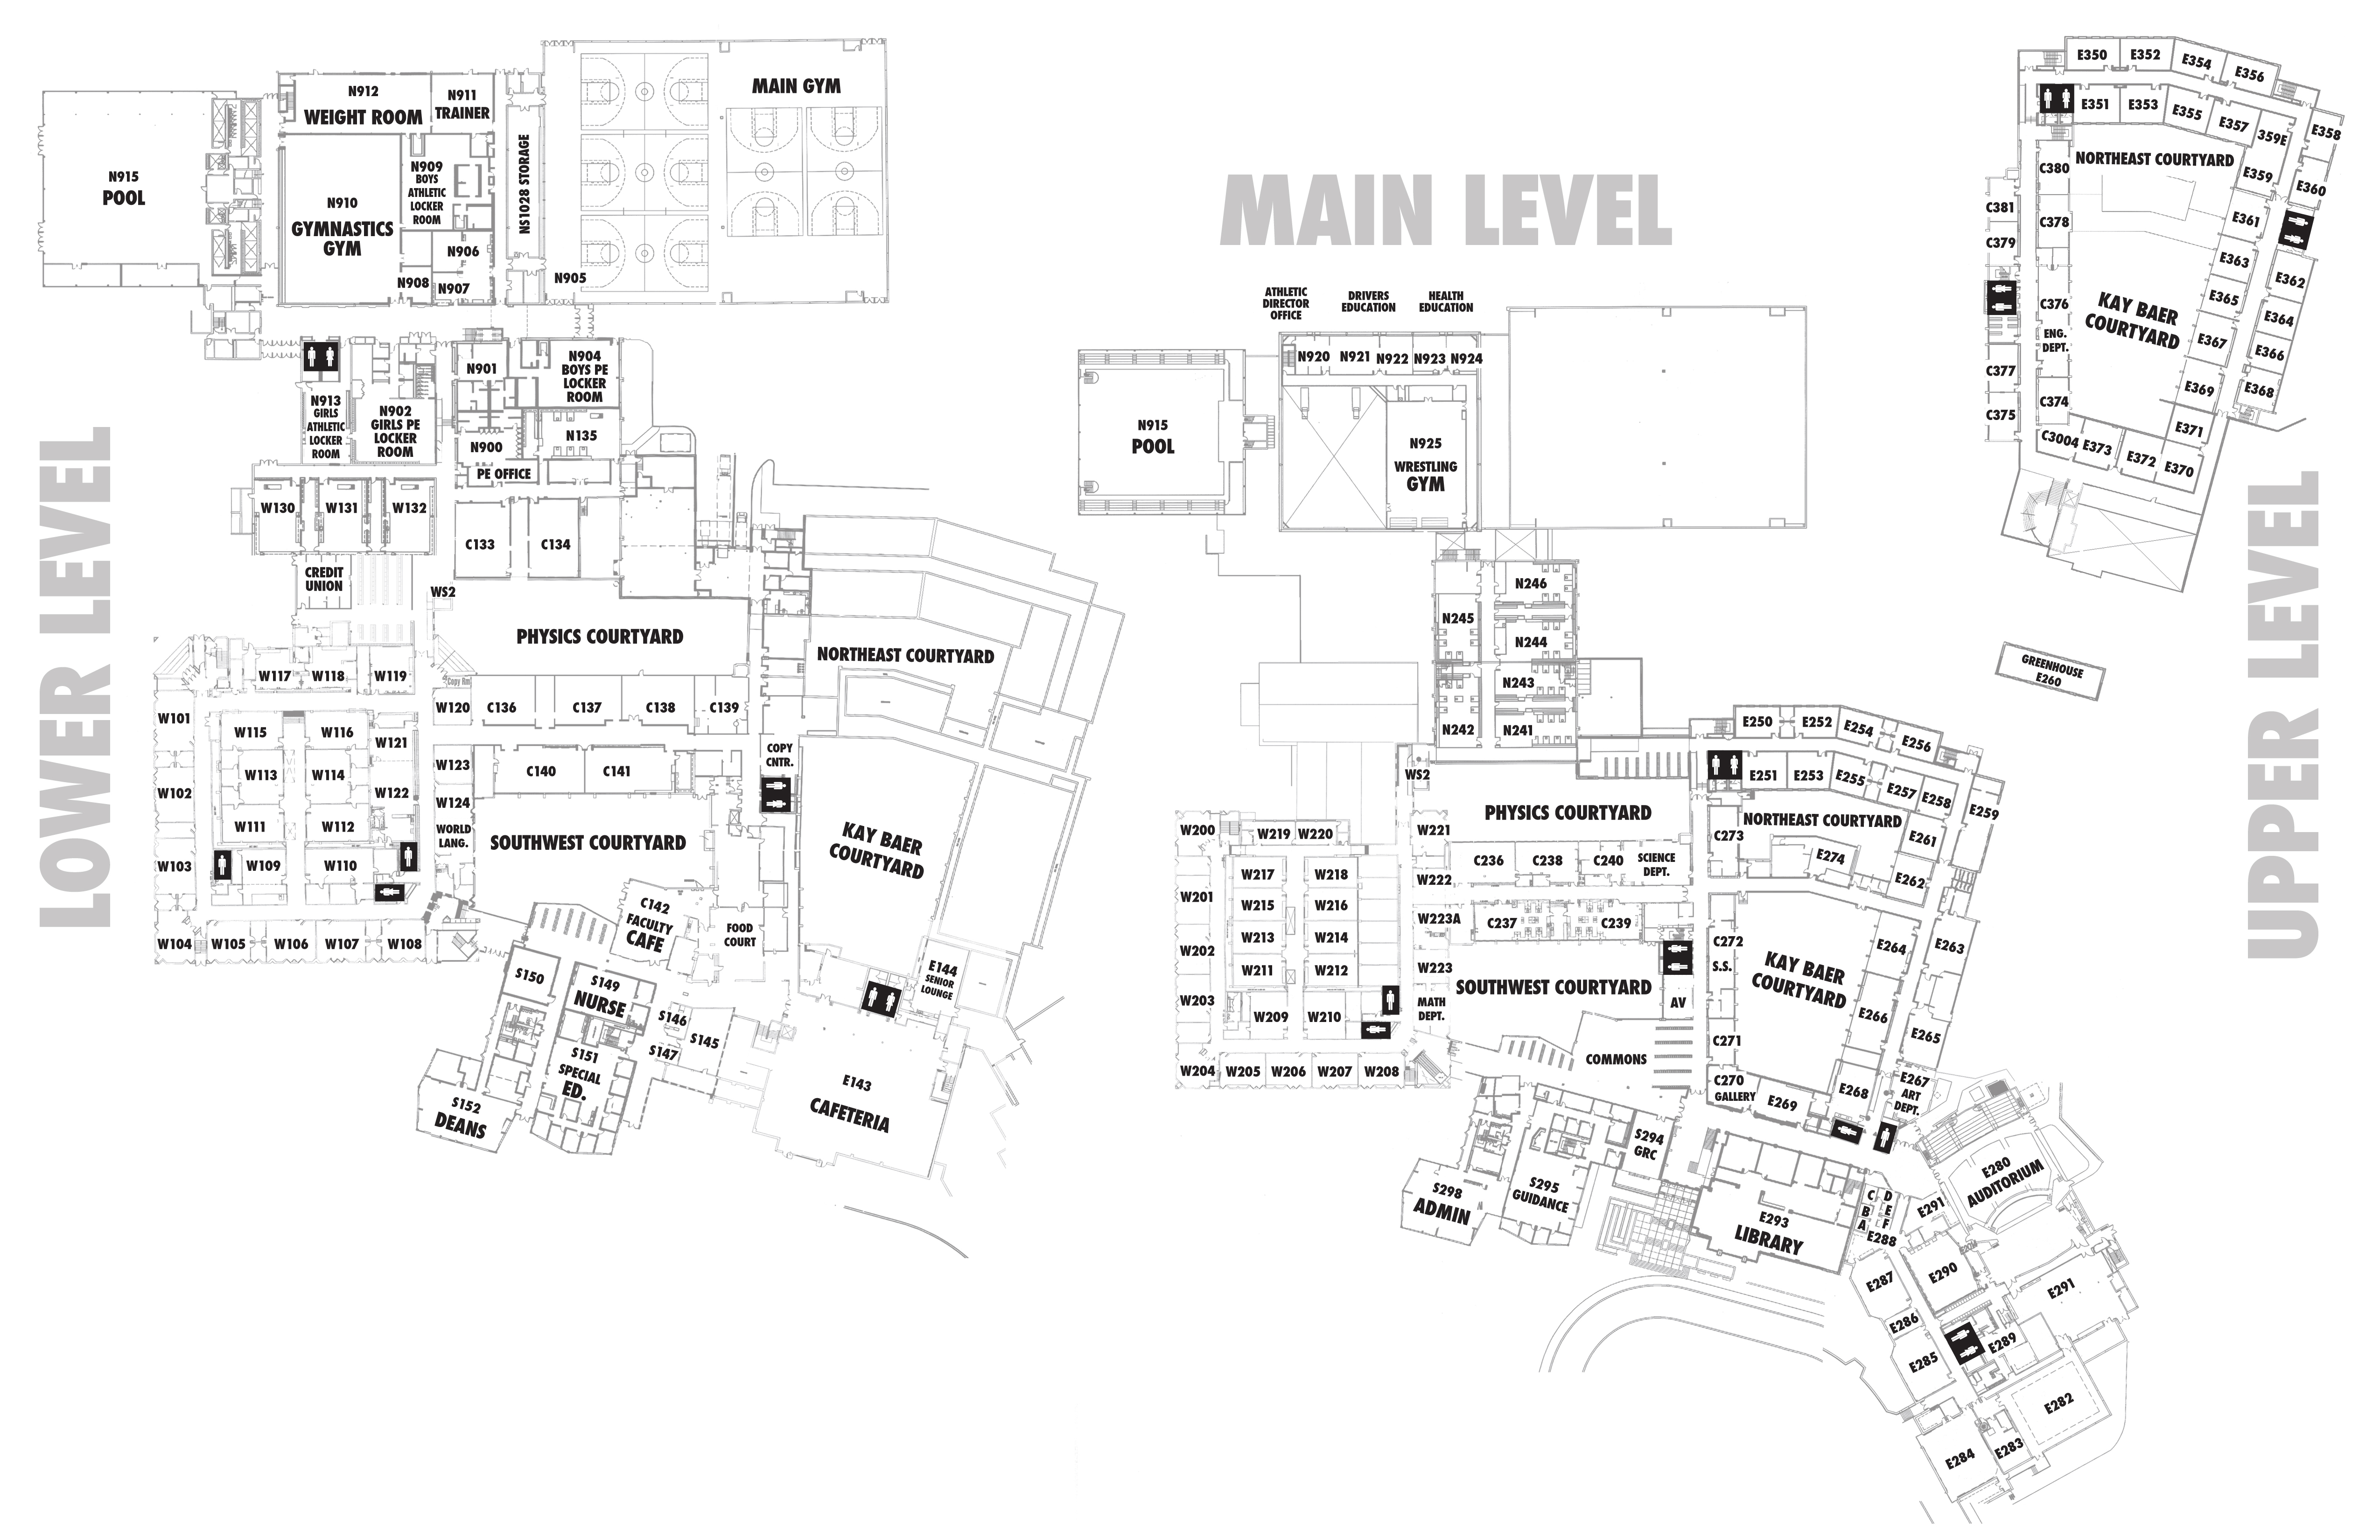 LOWER LEVEL
N912
WEIGHT ROOM
N911
TRAINER
MAIN GYM
N915
POOL
N910
GYMNASTICS
GYM
N909
BOYS
ATHLETIC
LOCKER
ROOM
NS1028 STORAGE
N906
N908
N907
N905
N901
N904
BOYS PE
LOCKER
ROOM
N913
GIRLS
ATHLETIC
LOCKER
ROOM
N902
GIRLS PE
LOCKER
ROOM
N900
N135
PE OFFICE
W130
W131
W132
C133
C134
CREDIT
UNION
WS2
PHYSICS COURTYARD
NORTHEAST COURTYARD
W117
W118
W119
Copy Rm
W120
C136
C137
C138
C139
W101
W115
W116
W121
COPY
CNTR.
W113
W114
W123
C140
C141
W102
W122
W124
W111
W112
WORLD
LANG.
SOUTHWEST COURTYARD
KAY BAER
COURTYARD
W103
W109
W110
C142
FACULTY
CAFE
FOOD
COURT
W104
W105
W106
W107
W108
S150
S149
NURSE
E144
SENIOR
LOUNGE
S146
S145
S147
S151
SPECIAL
ED.
S152
DEANS
E143
CAFETERIA
MAIN LEVEL
ATHLETIC
DIRECTOR
OFFICE
DRIVERS
EDUCATION
HEALTH
EDUCATION
N920
N921
N922
N923
N924
N915
POOL
N925
WRESTLING
GYM
N246
N245
N244
N243
N242
N241
WS2
PHYSICS COURTYARD
E250
E252
E254
E256
E251
E253
E255
E257
E258
E259
NORTHEAST COURTYARD
C273
E261
E274
E262
W200
W219
W220
W221
C236
C238
C240
SCIENCE
DEPT.
W217
W218
W222
W201
W215
W216
W223A
C237
C239
W213
W214
W202
W211
W212
W223
SOUTHWEST COURTYARD
C272
S.S.
KAY BAER
COURTYARD
E264
E263
AV
W203
W209
W210
MATH
DEPT.
E266
E265
C271
COMMONS
W204
W205
W206
W207
W208
C270
GALLERY
E269
E268
E267
ART
DEPT.
S294
GRC
S298
ADMIN
S295
GUIDANCE
E293
LIBRARY
E280
AUDITORIUM
C
D
B
E
A
F
E288
E291
E287
E290
E291
E286
E289
E285
E282
E283
E284
UPPER LEVEL
E350
E352
E354
E356
E351
E353
E355
E357
359E
E358
NORTHEAST COURTYARD
C380
E359
E360
C381
C378
E361
C379
E363
E362
C376
ENG.
DEPT.
KAY BAER
COURTYARD
E365
E364
E367
E366
C377
E369
E368
C374
C375
E371
C3004
E373
E372
E370
GREENHOUSE
E260